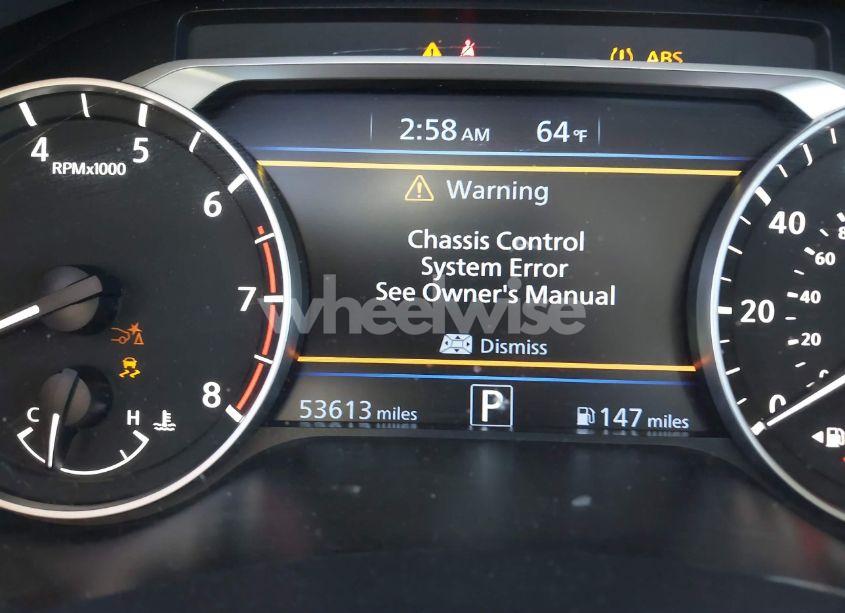 ABS
2:58 AM 64 °F
4 5 6 7 8
RPMx1000
Warning
Chassis Control
System Error
See Owner's Manual
wheelwise
Dismiss
53613 miles
P
147 miles
C H
40
20
0
60
40
20